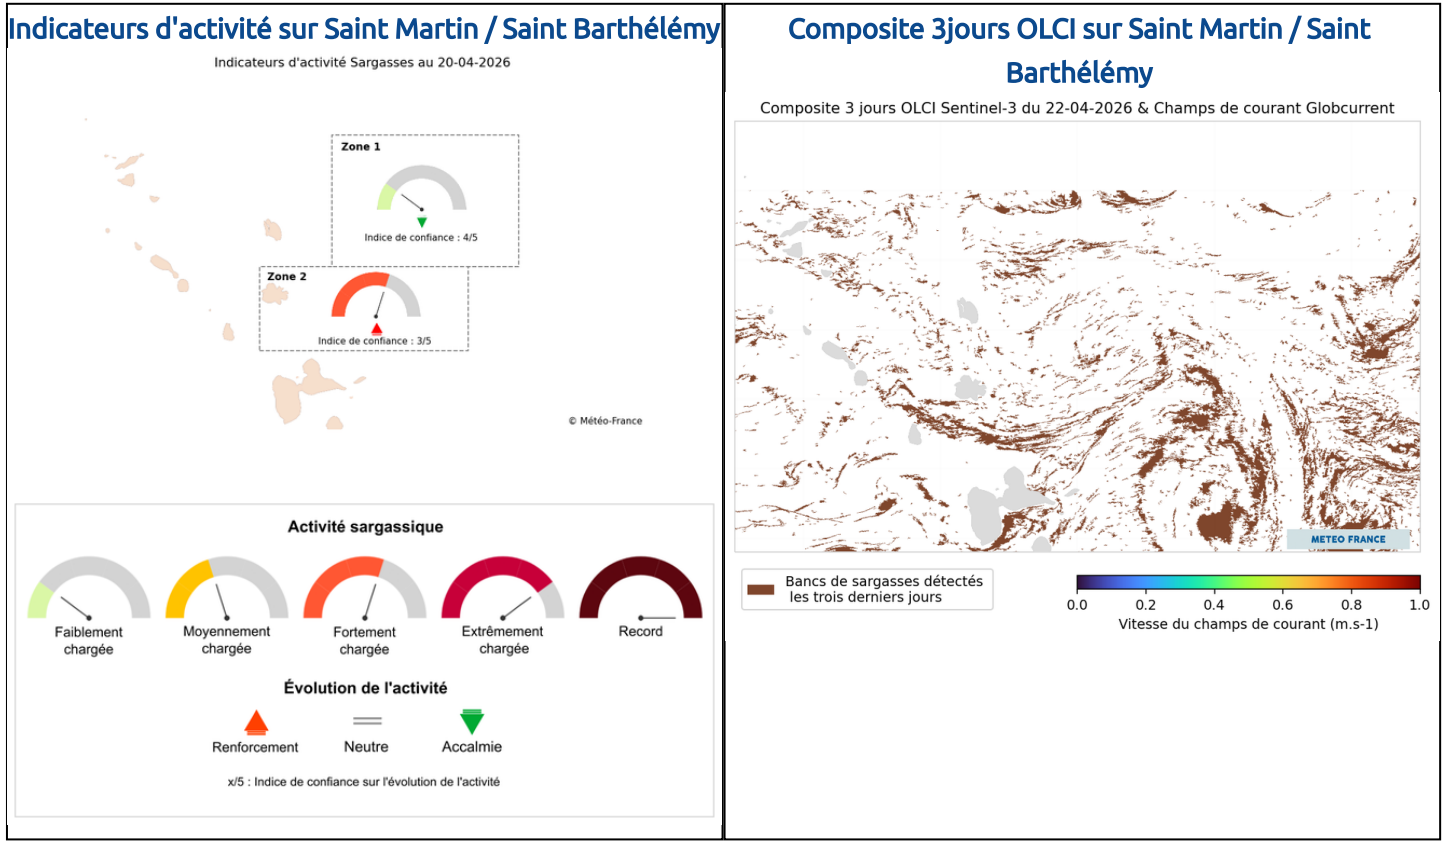 Indicateurs d'activité sur Saint Martin / Saint Barthélémy
Indicateurs d'activité Sargasses au 20-04-2026
Zone 1
Indice de confiance : 4/5
Zone 2
Indice de confiance : 3/5
© Météo-France
Activité sargassique
Faiblement
chargée
Moyennement
chargée
Fortement
chargée
Extrêmement
chargée
Record
Évolution de l'activité
Renforcement
Neutre
Accalmie
x/5 : Indice de confiance sur l'évolution de l'activité
Composite 3jours OLCI sur Saint Martin / Saint
Barthélémy
Composite 3 jours OLCI Sentinel-3 du 22-04-2026 & Champs de courant Globcurrent
METEO FRANCE
Bancs de sargasses détectés
les trois derniers jours
0.0 0.2 0.4 0.6 0.8 1.0
Vitesse du champs de courant (m.s-1)